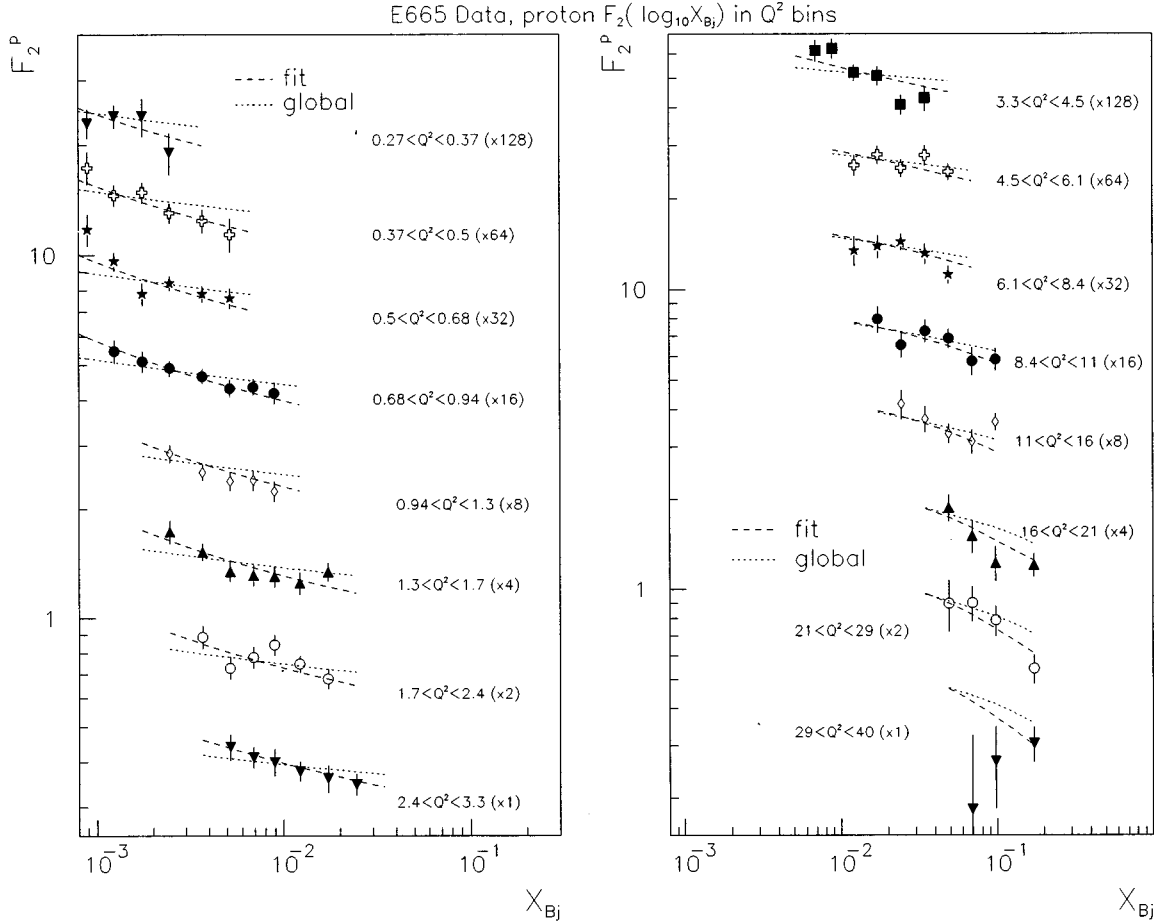 E665 Data, proton F₂( log₁₀X_Bj) in Q² bins
F₂ᵖ
fit
global
0.27<Q²<0.37 (x128)
0.37<Q²<0.5 (x64)
10
0.5<Q²<0.68 (x32)
0.68<Q²<0.94 (x16)
0.94<Q²<1.3 (x8)
1.3<Q²<1.7 (x4)
1
1.7<Q²<2.4 (x2)
2.4<Q²<3.3 (x1)
10⁻³ 10⁻² 10⁻¹
X_Bj
F₂ᵖ
3.3<Q²<4.5 (x128)
4.5<Q²<6.1 (x64)
6.1<Q²<8.4 (x32)
10
8.4<Q²<11 (x16)
11<Q²<16 (x8)
fit
16<Q²<21 (x4)
global
1
21<Q²<29 (x2)
29<Q²<40 (x1)
10⁻³ 10⁻² 10⁻¹
X_Bj